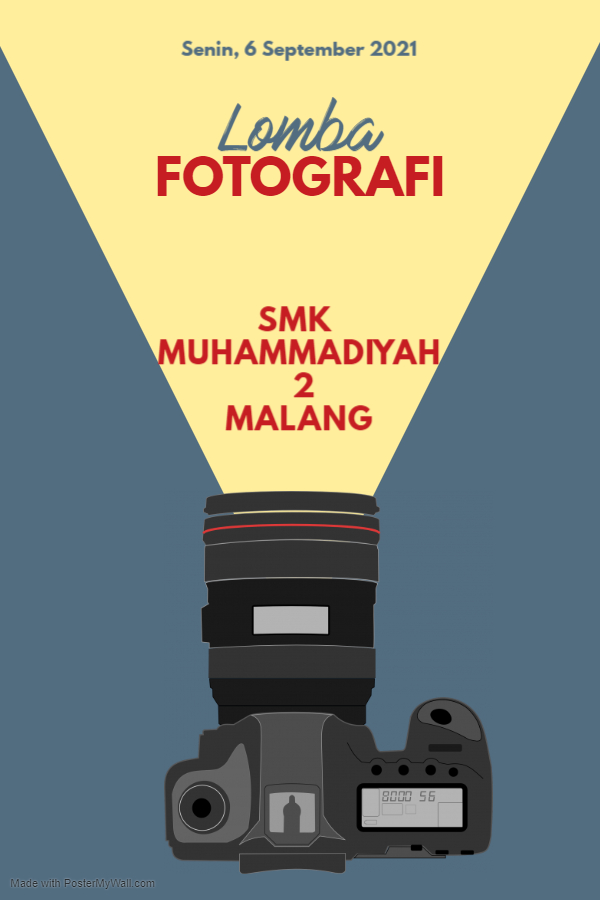 Senin, 6 September 2021
Lomba
FOTOGRAFI
SMK
MUHAMMADIYAH
2
MALANG
8000 56
Made with PosterMyWall.com